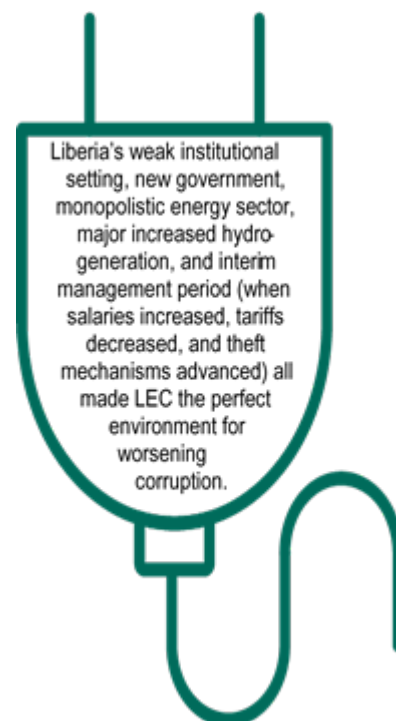 Liberia's weak institutional
setting, new government,
monopolistic energy sector,
major increased hydro-
generation, and interim
management period (when
salaries increased, tariffs
decreased, and theft
mechanisms advanced) all
made LEC the perfect
environment for
worsening
corruption.